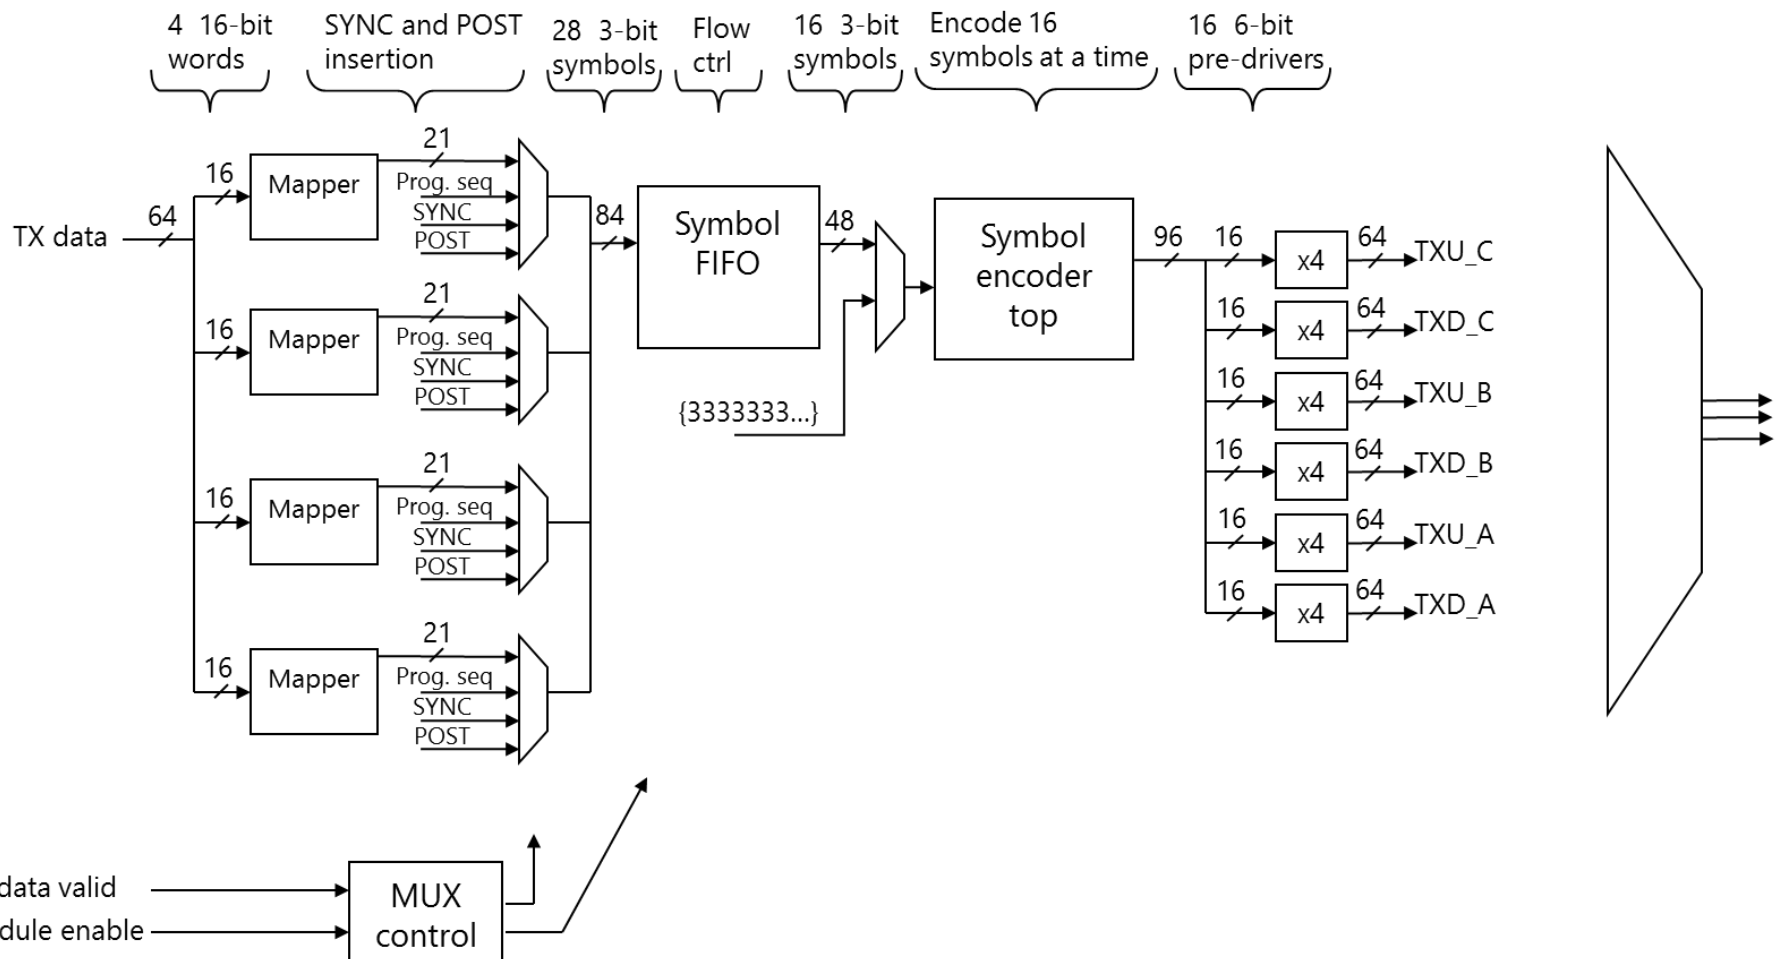 4 16-bit
words
SYNC and POST
insertion
28 3-bit
symbols
Flow
ctrl
16 3-bit
symbols
Encode 16
symbols at a time
16 6-bit
pre-drivers
TX data
64
16
Mapper
21
Prog. seq
SYNC
POST
16
Mapper
21
Prog. seq
SYNC
POST
16
Mapper
21
Prog. seq
SYNC
POST
16
Mapper
21
Prog. seq
SYNC
POST
84
Symbol
FIFO
48
{3333333...}
Symbol
encoder
top
96
16
x4
64
TXU_C
16
x4
64
TXD_C
16
x4
64
TXU_B
16
x4
64
TXD_B
16
x4
64
TXU_A
16
x4
64
TXD_A
data valid
dule enable
MUX
control